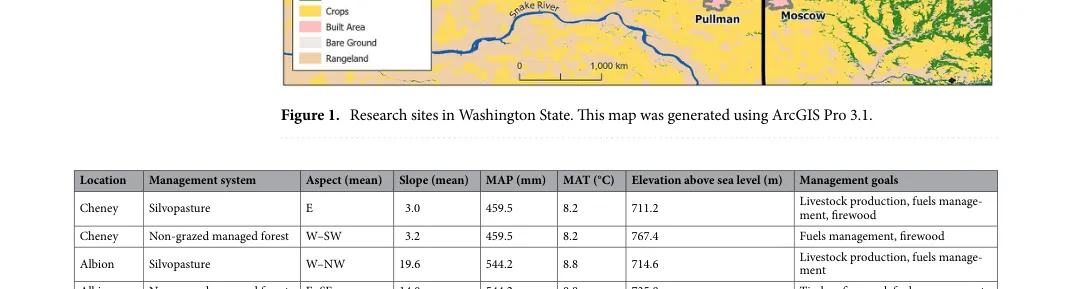 Crops
Built Area
Bare Ground
Rangeland
Snake River
Pullman
Moscow
0 1,000 km
Figure 1. Research sites in Washington State. This map was generated using ArcGIS Pro 3.1.
Location Management system Aspect (mean) Slope (mean) MAP (mm) MAT (°C) Elevation above sea level (m) Management goals
Cheney Silvopasture E 3.0 459.5 8.2 711.2 Livestock production, fuels manage-
ment, firewood
Cheney Non-grazed managed forest W–SW 3.2 459.5 8.2 767.4 Fuels management, firewood
Albion Silvopasture W–NW 19.6 544.2 8.8 714.6 Livestock production, fuels manage-
ment